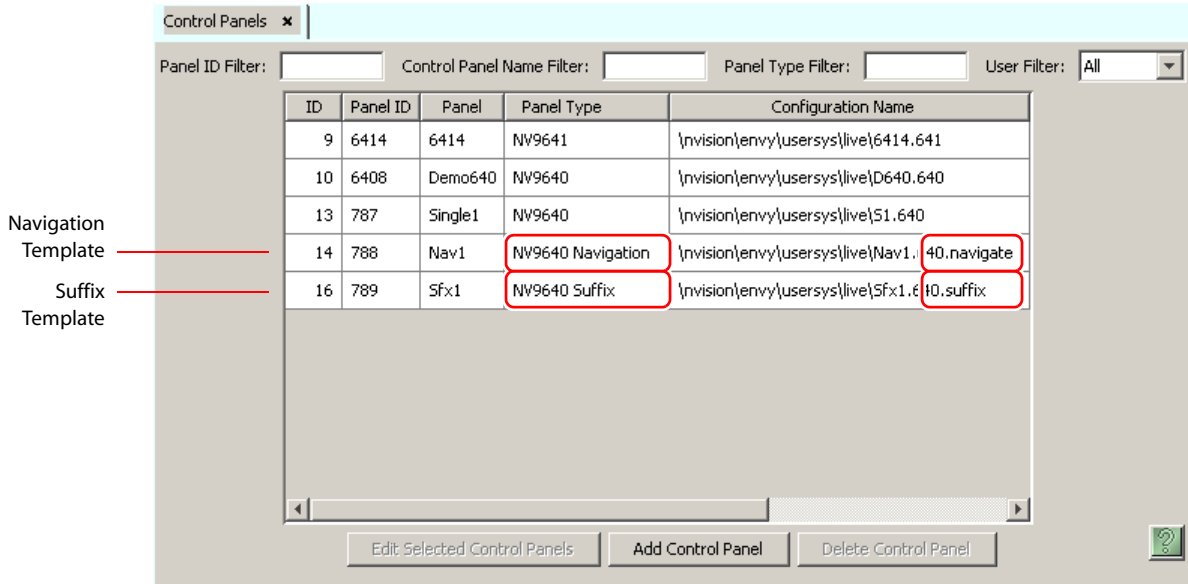 Control Panels ×
Panel ID Filter: Control Panel Name Filter: Panel Type Filter: User Filter: All
ID Panel ID Panel Panel Type Configuration Name
9 6414 6414 NV9641 \nvision\envy\usersys\live\6414.641
10 6408 Demo640 NV9640 \nvision\envy\usersys\live\D640.640
13 787 Single1 NV9640 \nvision\envy\usersys\live\S1.640
Navigation
Template
14 788 Nav1 NV9640 Navigation \nvision\envy\usersys\live\Nav1.640.navigate
Suffix
Template
16 789 Sfx1 NV9640 Suffix \nvision\envy\usersys\live\Sfx1.640.suffix
Edit Selected Control Panels Add Control Panel Delete Control Panel ?